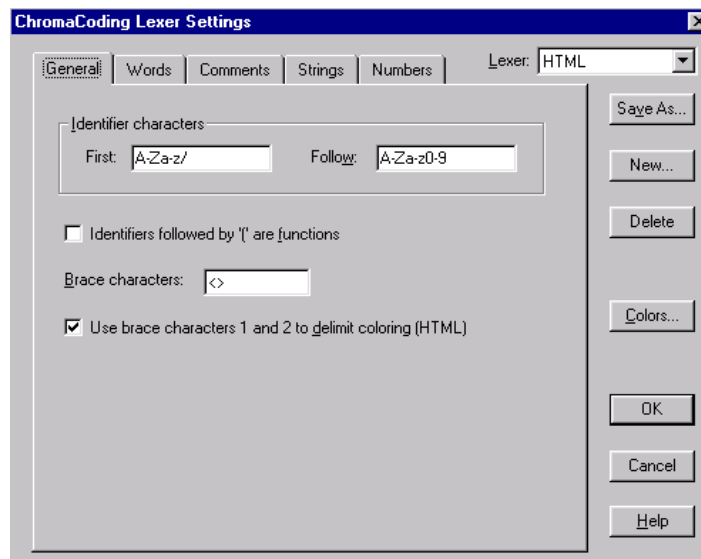 ChromaCoding Lexer Settings
General Words Comments Strings Numbers Lexer: HTML
Save As...
Identifier characters
First: A-Za-z/ Follow: A-Za-z0-9
New...
Delete
Identifiers followed by '(' are functions
Brace characters: <>
Colors...
Use brace characters 1 and 2 to delimit coloring (HTML)
OK
Cancel
Help